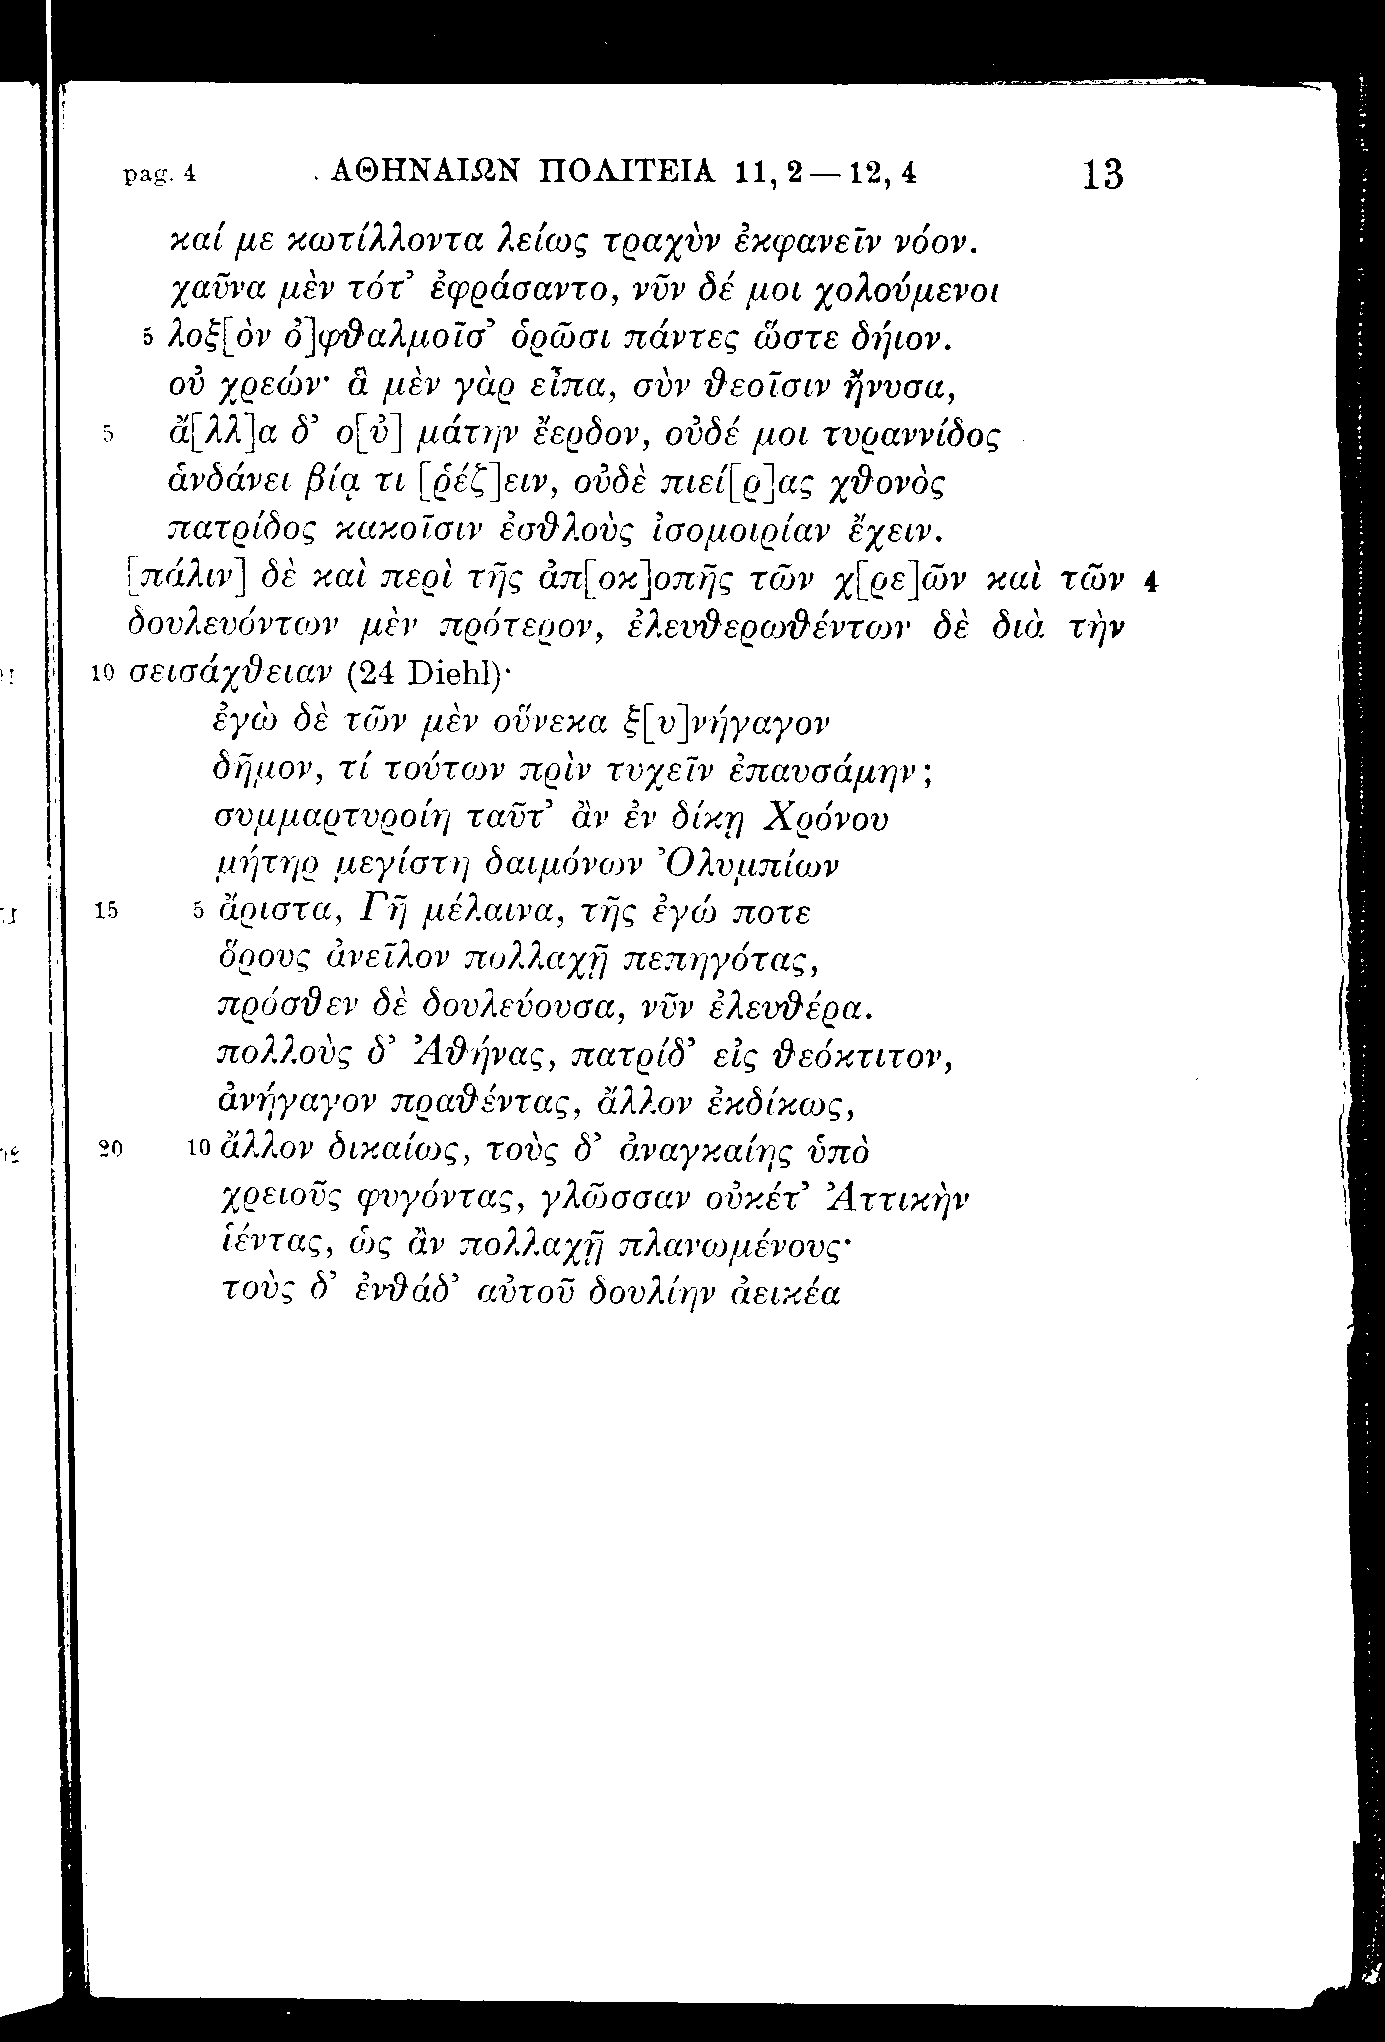 pag. 4 ΑΘΗΝΑΙΩΝ ΠΟΛΙΤΕΙΑ 11, 2 — 12, 4 13
καί με κωτίλλοντα λείως τραχὺν ἐκφανεῖν νόον.
χαῦνα μὲν τότ’ ἐφράσαντο, νῦν δέ μοι χολούμενοι
5 λοξ[ὸν ὀ]φθαλμοῖσ’ ὁρῶσι πάντες ὥστε δήιον.
οὐ χρεών· ἃ μὲν γὰρ εἶπα, σὺν θεοῖσιν ἤνυσα,
5 ἄ[λλ]α δ’ ο[ὐ] μάτην ἔερδον, οὐδέ μοι τυραννίδος
ἁνδάνει βίᾳ τι [ῥέζ]ειν, οὐδὲ πιεί[ρ]ας χθονὸς
πατρίδος κακοῖσιν ἐσθλοὺς ἰσομοιρίαν ἔχειν.
[πάλιν] δὲ καὶ περὶ τῆς ἀπ[οκ]οπῆς τῶν χ[ρε]ῶν καὶ τῶν 4
δουλευόντων μὲν πρότερον, ἐλευθερωθέντων δὲ διὰ τὴν
10 σεισάχθειαν (24 Diehl)·
ἐγὼ δὲ τῶν μὲν οὕνεκα ξ[υ]νήγαγον
δῆμον, τί τούτων πρὶν τυχεῖν ἐπαυσάμην;
συμμαρτυροίη ταῦτ’ ἂν ἐν δίκῃ Χρόνου
μήτηρ μεγίστη δαιμόνων Ὀλυμπίων
15 5 ἄριστα, Γῆ μέλαινα, τῆς ἐγώ ποτε
ὅρους ἀνεῖλον πολλαχῇ πεπηγότας,
πρόσθεν δὲ δουλεύουσα, νῦν ἐλευθέρα.
πολλοὺς δ’ Ἀθήνας, πατρίδ’ εἰς θεόκτιτον,
ἀνήγαγον πραθέντας, ἄλλον ἐκδίκως,
20 10 ἄλλον δικαίως, τοὺς δ’ ἀναγκαίης ὑπὸ
χρειοῦς φυγόντας, γλῶσσαν οὐκέτ’ Ἀττικὴν
ἱέντας, ὡς ἂν πολλαχῇ πλανωμένους·
τοὺς δ’ ἐνθάδ’ αὐτοῦ δουλίην ἀεικέα